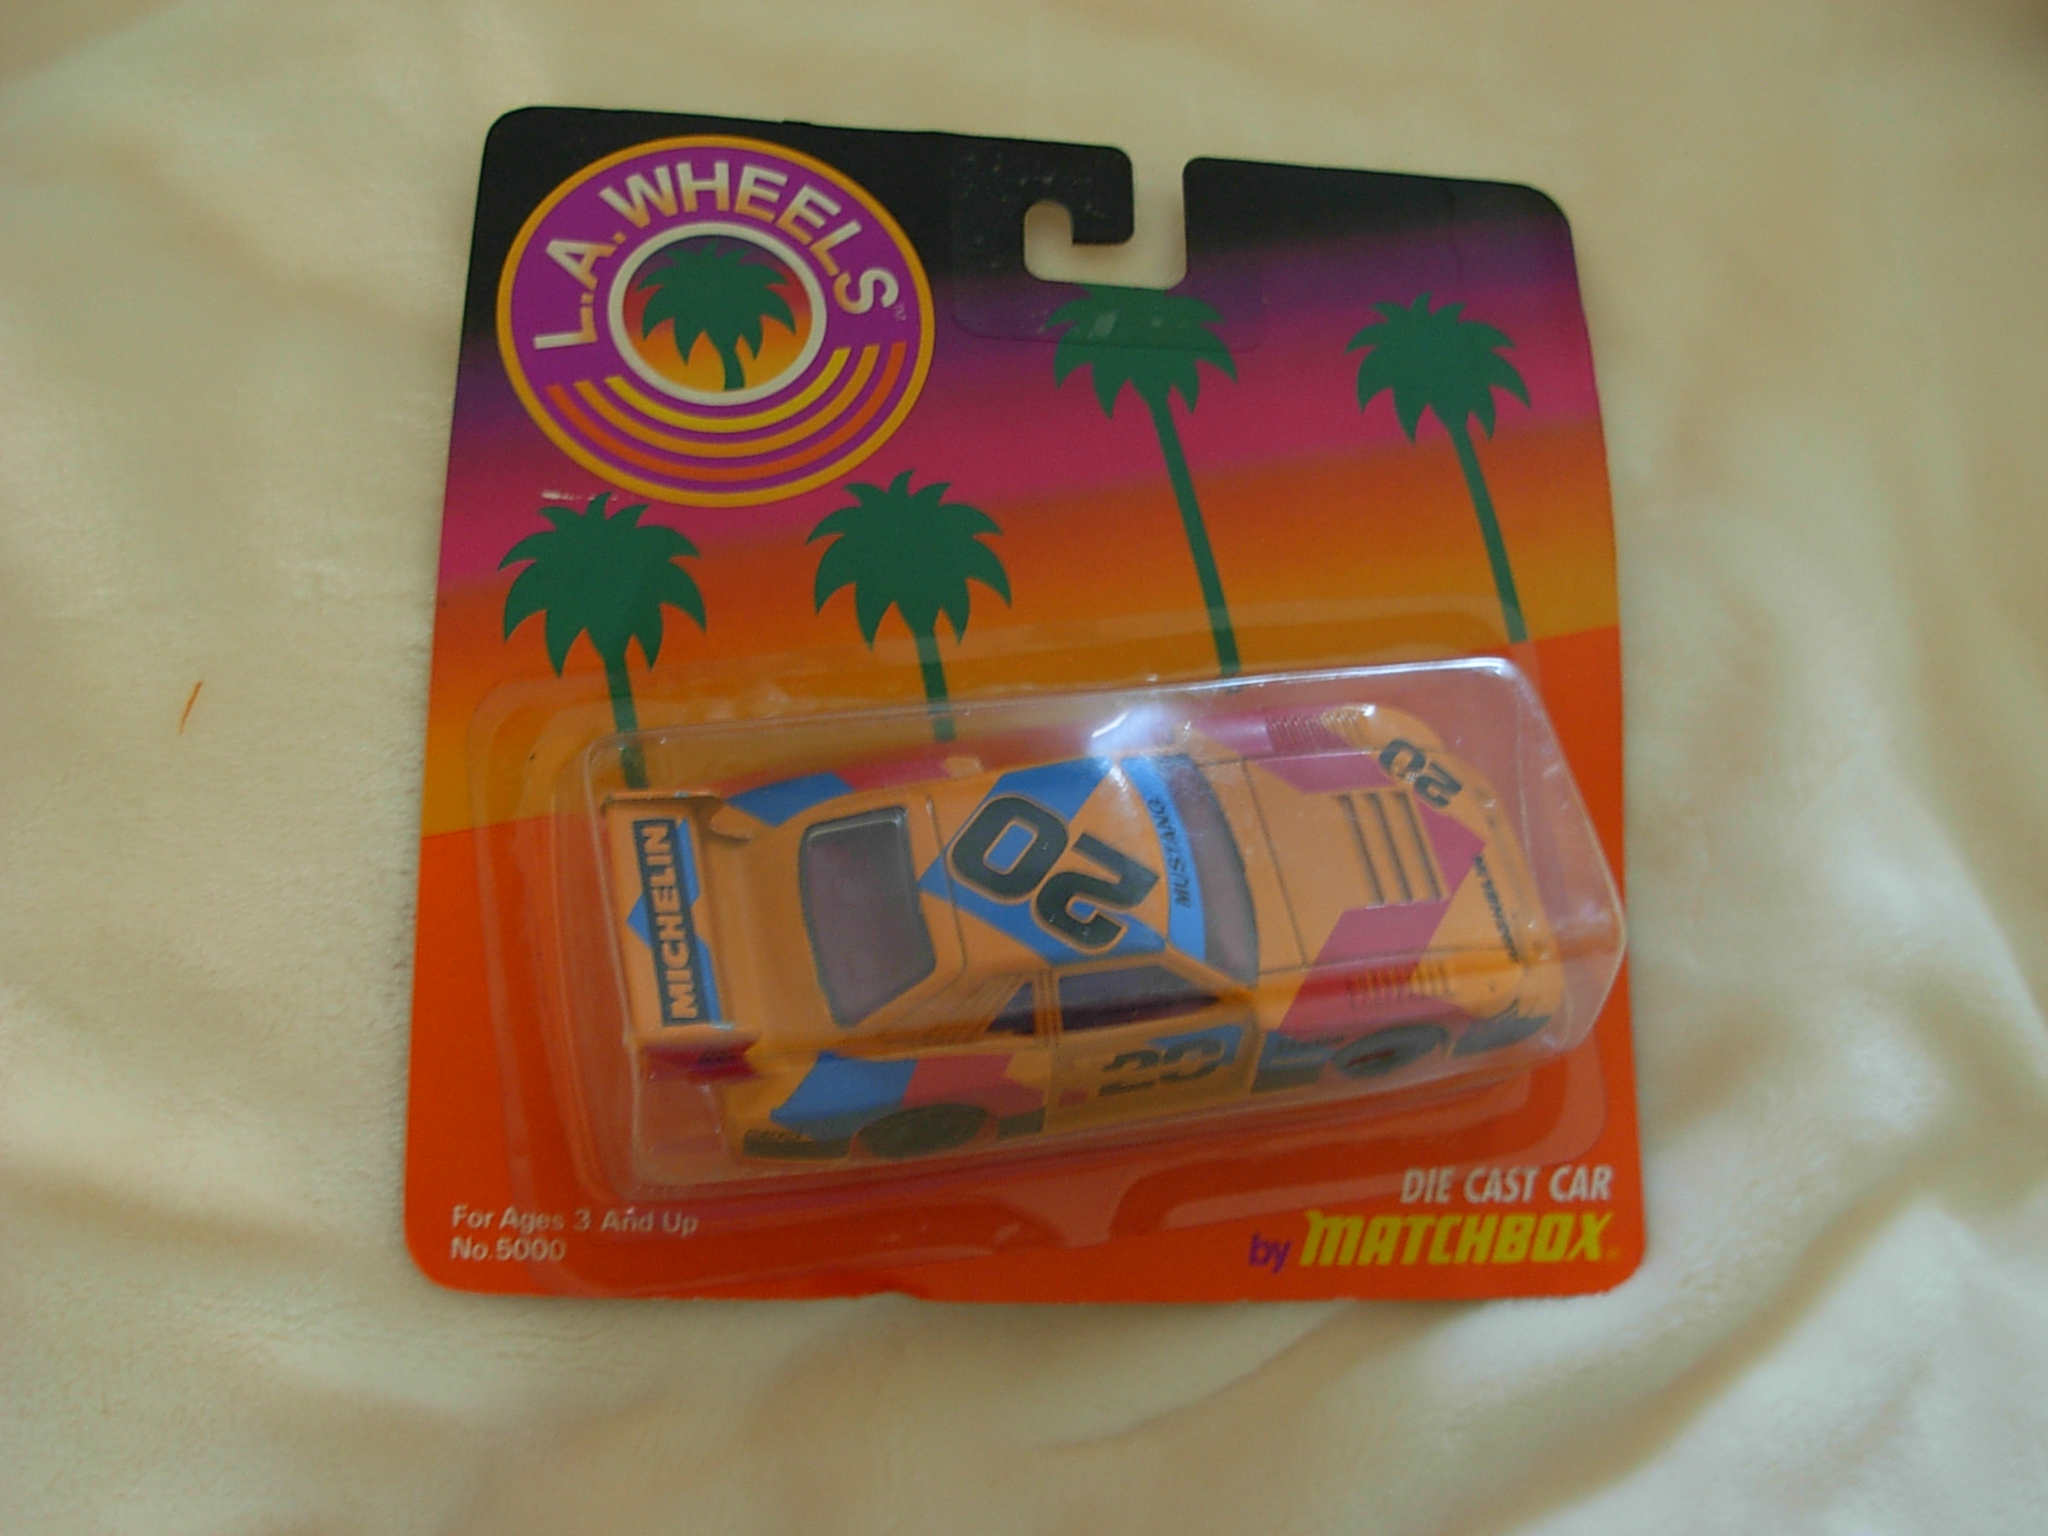 L.A. WHEELS
20
MUSTANG
20
MICHELIN
20
For Ages 3 And Up
No. 5000
DIE CAST CAR
by MATCHBOX